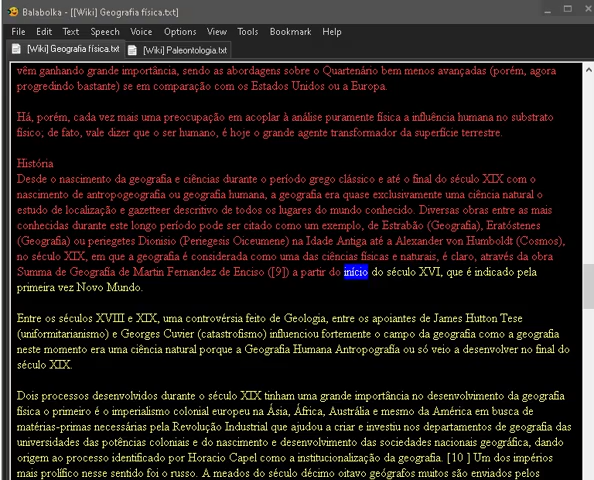 Balabolka - [[Wiki] Geografia física.txt]
File Edit Text Speech Voice Options View Tools Bookmark Help
[Wiki] Geografia física.txt [Wiki] Paleontologia.txt
vêm ganhando grande importância, sendo as abordagens sobre o Quartenário bem menos avançadas (porém, agora
progredindo bastante) se em comparação com os Estados Unidos ou a Europa.
Há, porém, cada vez mais uma preocupação em acoplar à análise puramente física a influência humana no substrato
físico; de fato, vale dizer que o ser humano, é hoje o grande agente transformador da superfície terrestre.
História
Desde o nascimento da geografia e ciências durante o período grego clássico e até o final do século XIX com o
nascimento de antropogeografia ou geografia humana, a geografia era quase exclusivamente uma ciência natural o
estudo de localização e gazetteer descritivo de todos os lugares do mundo conhecido. Diversas obras entre as mais
conhecidas durante este longo período pode ser citado como um exemplo, de Estrabão (Geografia), Eratóstenes
(Geografia) ou periegetes Dionisio (Periegesis Oiceumene) na Idade Antiga até a Alexander von Humboldt (Cosmos),
no século XIX, em que a geografia é considerada como uma das ciências físicas e naturais, é claro, através da obra
Summa de Geografia de Martin Fernandez de Enciso ([9]) a partir do início do século XVI, que é indicado pela
primeira vez Novo Mundo.
Entre os séculos XVIII e XIX, uma controvérsia feito de Geologia, entre os apoiantes de James Hutton Tese
(uniformitarianismo) e Georges Cuvier (catastrofismo) influenciou fortemente o campo da geografia como a geografia
neste momento era uma ciência natural porque a Geografia Humana Antropografia ou só veio a desenvolver no final do
século XIX.
Dois processos desenvolvidos durante o século XIX tinham uma grande importância no desenvolvimento da geografia
física o primeiro é o imperialismo colonial europeu na Ásia, África, Austrália e mesmo da América em busca de
matérias-primas necessárias pela Revolução Industrial que ajudou a criar e investiu nos departamentos de geografia das
universidades das potências coloniais e do nascimento e desenvolvimento das sociedades nacionais geográfica, dando
origem ao processo identificado por Horacio Capel como a institucionalização da geografia. [10 ] Um dos impérios
mais prolífico nesse sentido foi o russo. A meados do século décimo oitavo geógrafos muitos são enviados pelos